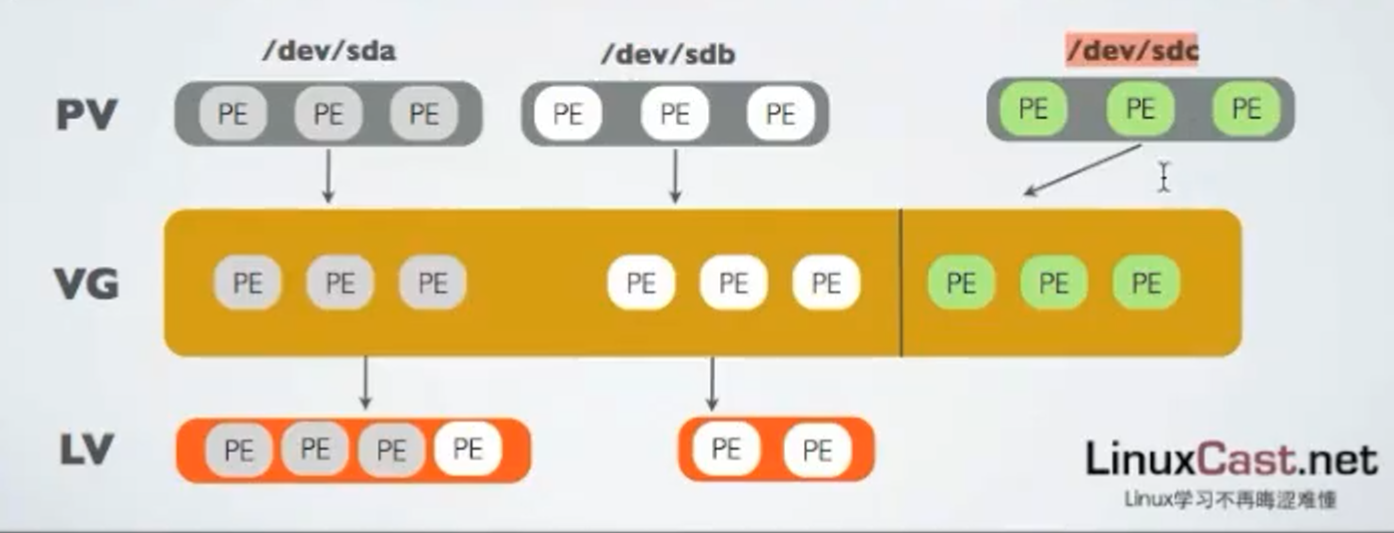 /dev/sda /dev/sdb /dev/sdc
PV PE PE PE PE PE PE PE PE PE
VG PE PE PE PE PE PE PE PE PE
LV PE PE PE PE PE PE
LinuxCast.net
Linux学习不再晦涩难懂